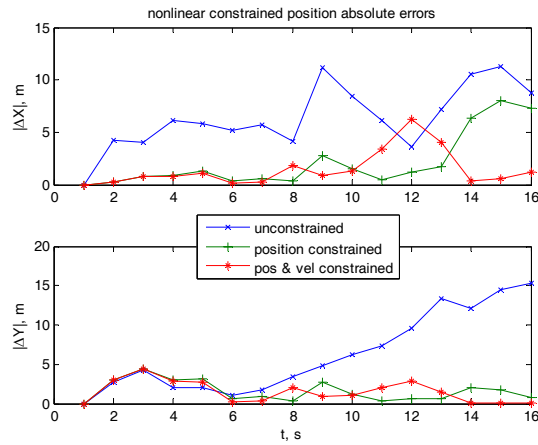 nonlinear constrained position absolute errors
15
10
5
0
|ΔX|, m
0 2 4 6 8 10 12 14 16
unconstrained
position constrained
pos & vel constrained
20
15
10
5
0
|ΔY|, m
0 2 4 6 8 10 12 14 16
t, s